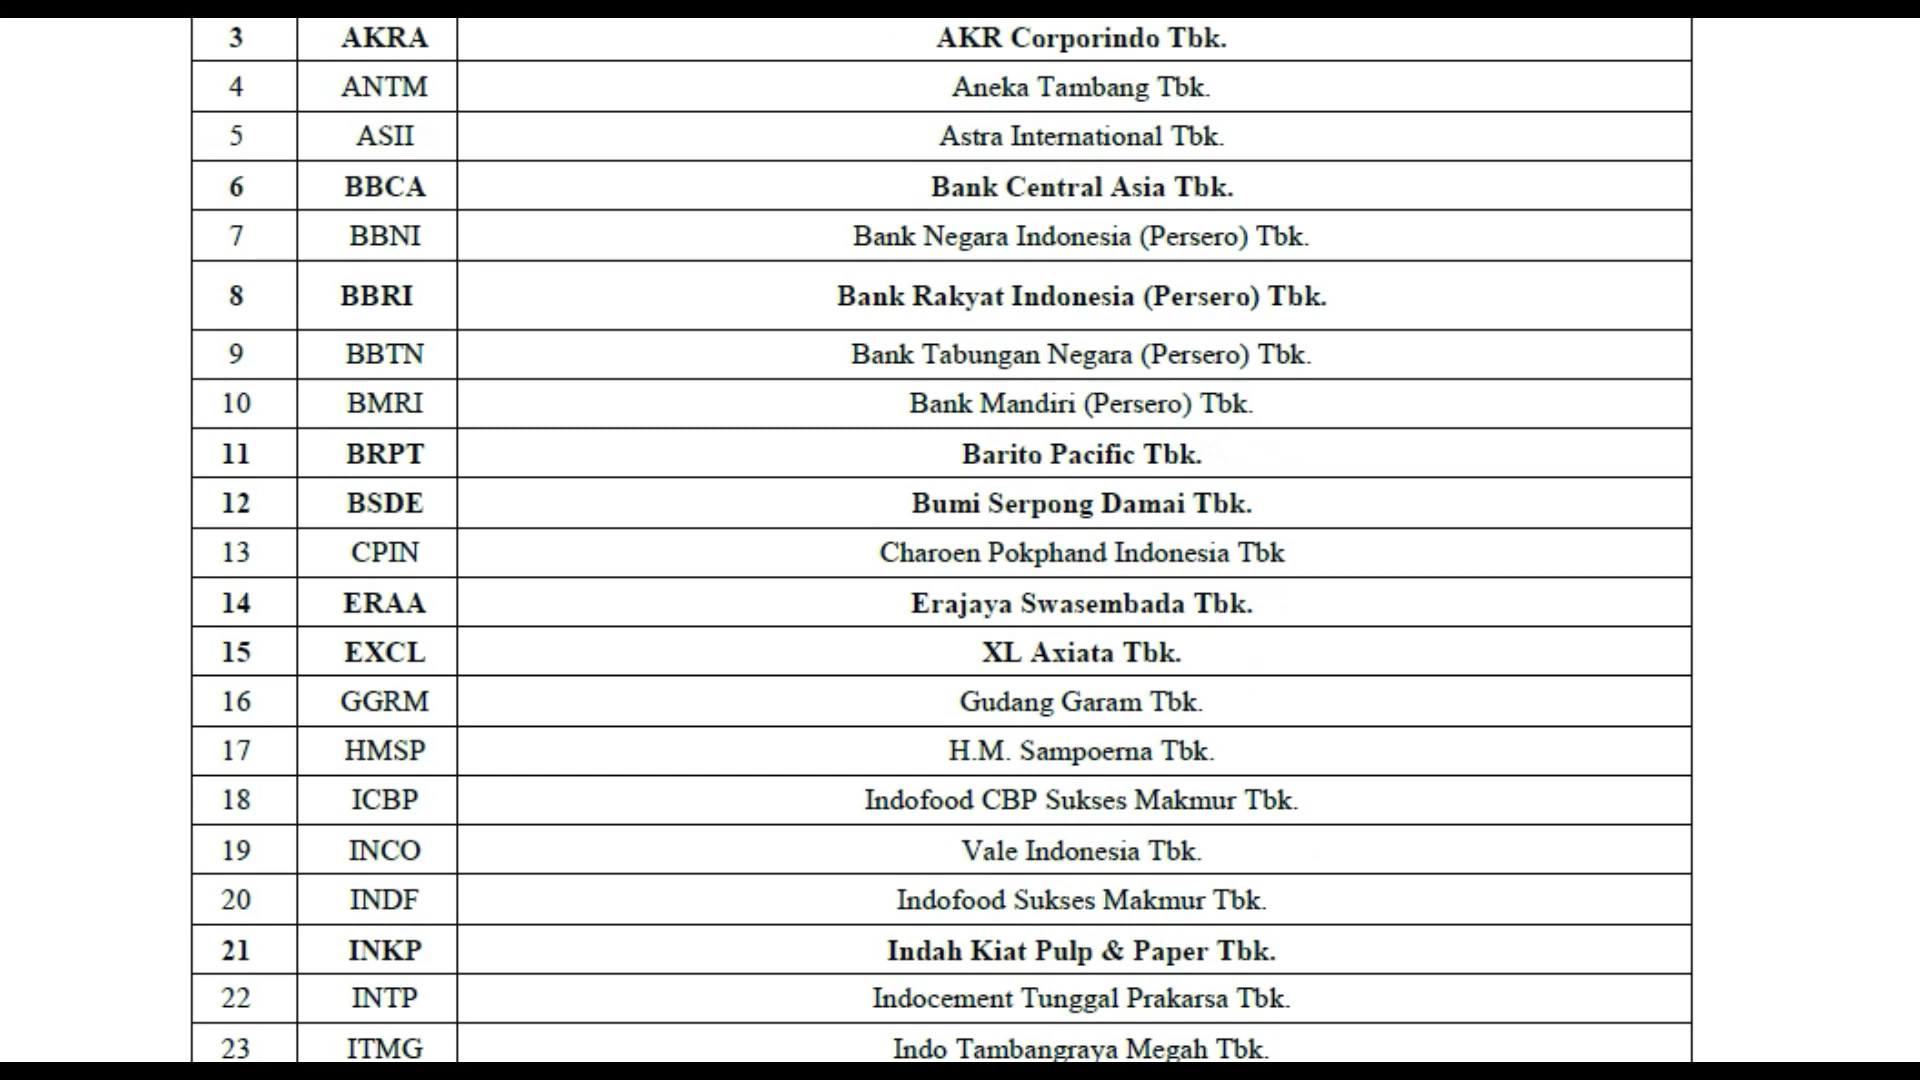 3 AKRA AKR Corporindo Tbk.
4 ANTM Aneka Tambang Tbk.
5 ASII Astra International Tbk.
6 BBCA Bank Central Asia Tbk.
7 BBNI Bank Negara Indonesia (Persero) Tbk.
8 BBRI Bank Rakyat Indonesia (Persero) Tbk.
9 BBTN Bank Tabungan Negara (Persero) Tbk.
10 BMRI Bank Mandiri (Persero) Tbk.
11 BRPT Barito Pacific Tbk.
12 BSDE Bumi Serpong Damai Tbk.
13 CPIN Charoen Pokphand Indonesia Tbk
14 ERAA Erajaya Swasembada Tbk.
15 EXCL XL Axiata Tbk.
16 GGRM Gudang Garam Tbk.
17 HMSP H.M. Sampoerna Tbk.
18 ICBP Indofood CBP Sukses Makmur Tbk.
19 INCO Vale Indonesia Tbk.
20 INDF Indofood Sukses Makmur Tbk.
21 INKP Indah Kiat Pulp & Paper Tbk.
22 INTP Indocement Tunggal Prakarsa Tbk.
23 ITMG Indo Tambangraya Megah Tbk.